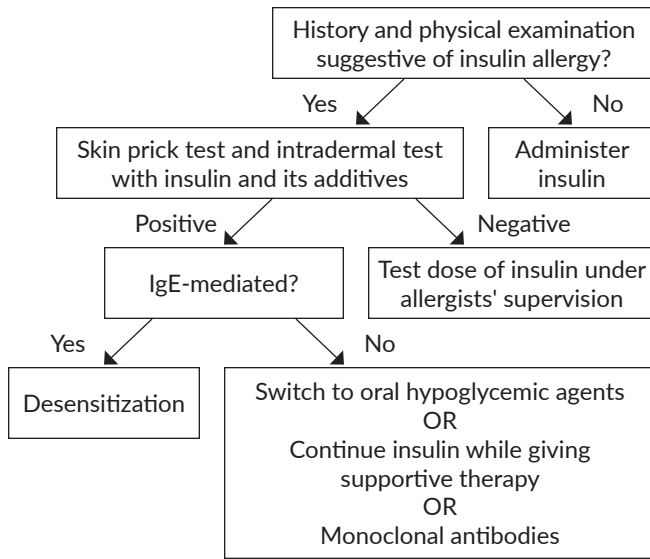 History and physical examination
suggestive of insulin allergy?
Yes
No
Skin prick test and intradermal test
with insulin and its additives
Administer
insulin
Positive
Negative
IgE-mediated?
Test dose of insulin under
allergists' supervision
Yes
No
Desensitization
Switch to oral hypoglycemic agents
OR
Continue insulin while giving
supportive therapy
OR
Monoclonal antibodies